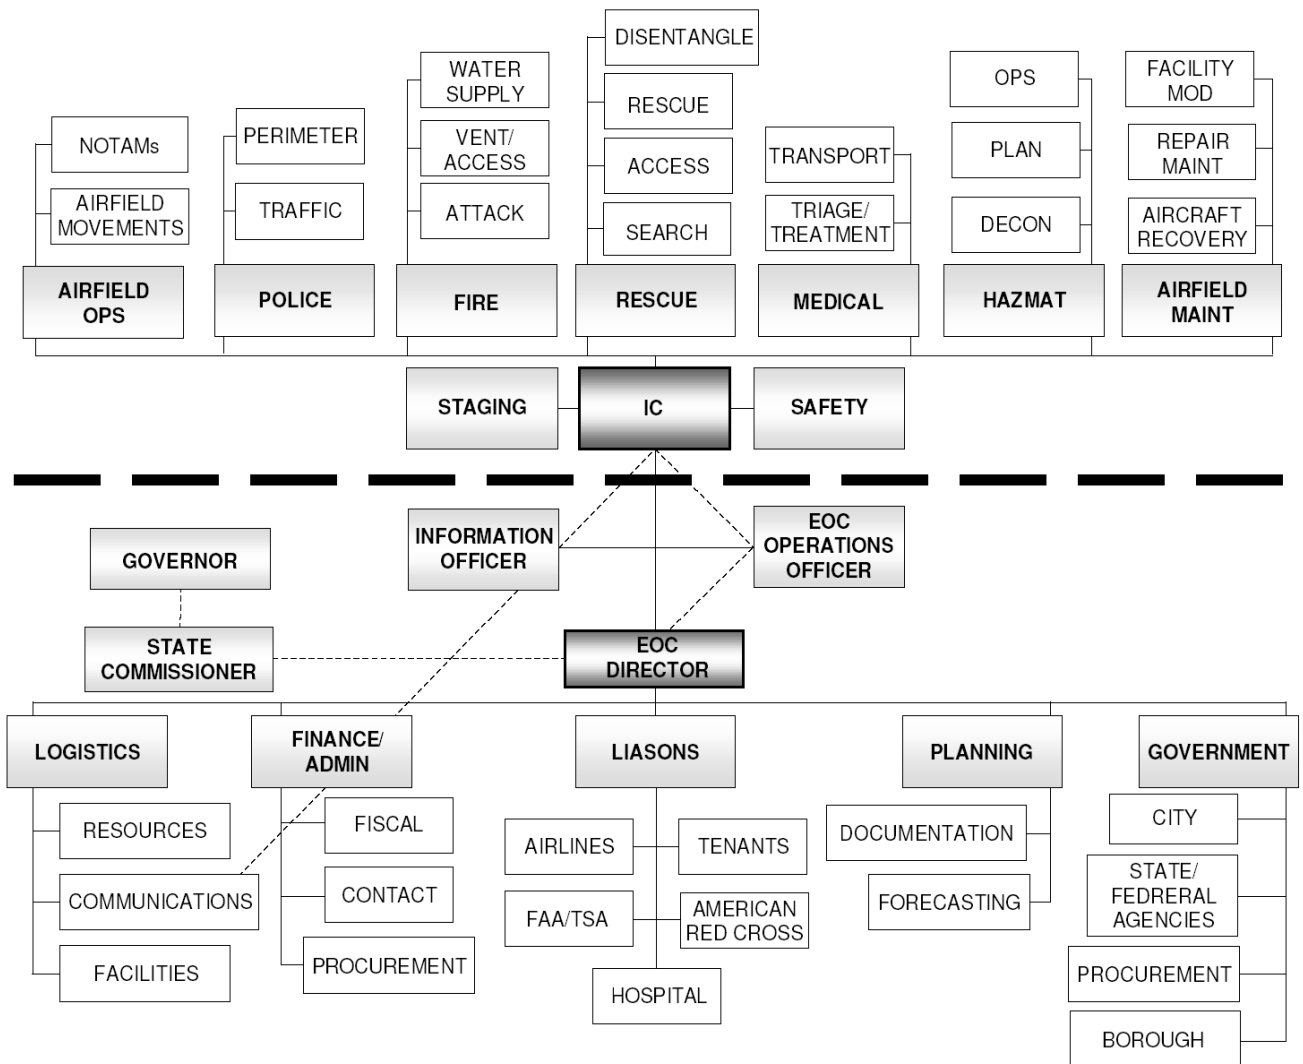 DISENTANGLE
WATER
SUPPLY
OPS
FACILITY
MOD
RESCUE
NOTAMs
PERIMETER
VENT/
ACCESS
ACCESS
TRANSPORT
PLAN
REPAIR
MAINT
AIRFIELD
MOVEMENTS
TRAFFIC
ATTACK
SEARCH
TRIAGE/
TREATMENT
DECON
AIRCRAFT
RECOVERY
AIRFIELD
OPS
POLICE
FIRE
RESCUE
MEDICAL
HAZMAT
AIRFIELD
MAINT
STAGING
IC
SAFETY
INFORMATION
OFFICER
EOC
OPERATIONS
OFFICER
GOVERNOR
STATE
COMMISSIONER
EOC
DIRECTOR
LOGISTICS
FINANCE/
ADMIN
LIASONS
PLANNING
GOVERNMENT
RESOURCES
FISCAL
AIRLINES
TENANTS
DOCUMENTATION
CITY
COMMUNICATIONS
CONTACT
FAA/TSA
AMERICAN
RED CROSS
FORECASTING
STATE/
FEDRERAL
AGENCIES
FACILITIES
PROCUREMENT
HOSPITAL
PROCUREMENT
BOROUGH